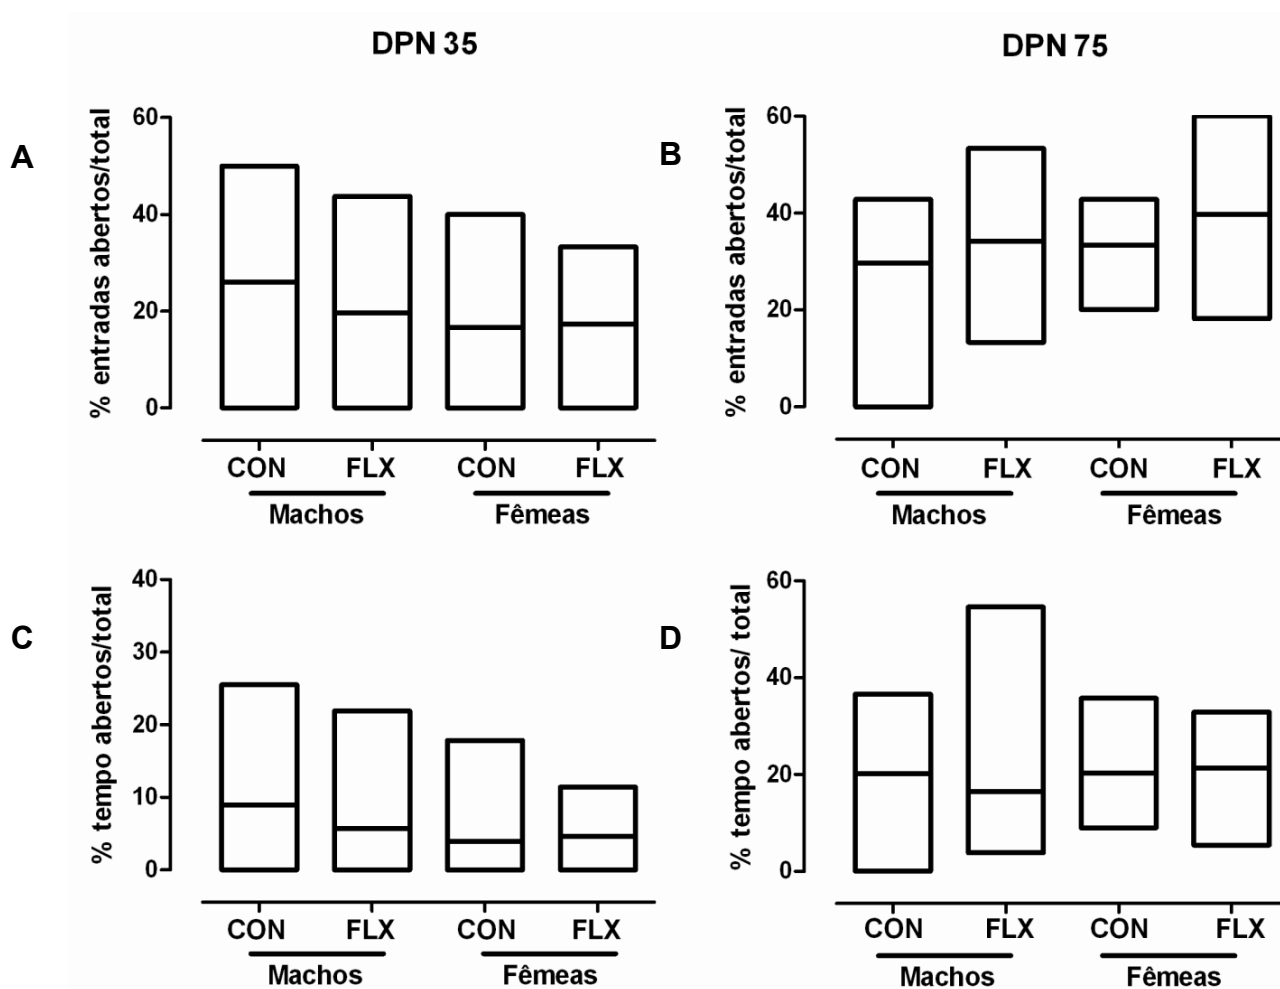 DPN 35
DPN 75
A
% entradas abertos/total
60
40
20
0
CON FLX CON FLX
Machos Fêmeas
B
% entradas abertos/total
60
40
20
0
CON FLX CON FLX
Machos Fêmeas
C
% tempo abertos/total
40
30
20
10
0
CON FLX CON FLX
Machos Fêmeas
D
% tempo abertos/ total
60
40
20
0
CON FLX CON FLX
Machos Fêmeas